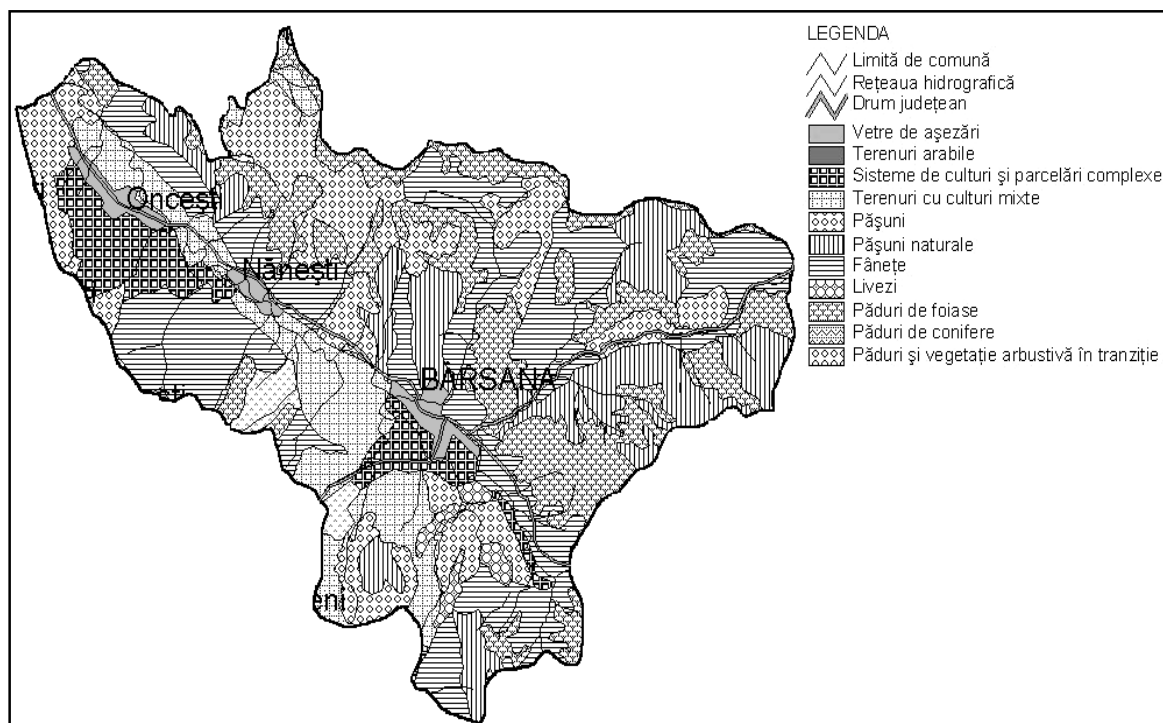 LEGENDA
Limită de comună
Rețeaua hidrografică
Drum județean
Vetre de așezări
Terenuri arabile
Sisteme de culturi și parcelări complexe
Terenuri cu culturi mixte
Pășuni
Pășuni naturale
Fânețe
Livezi
Păduri de foiase
Păduri de conifere
Păduri și vegetație arbustivă în tranziție
Oncești
Nănești
BÂRSANA
eni